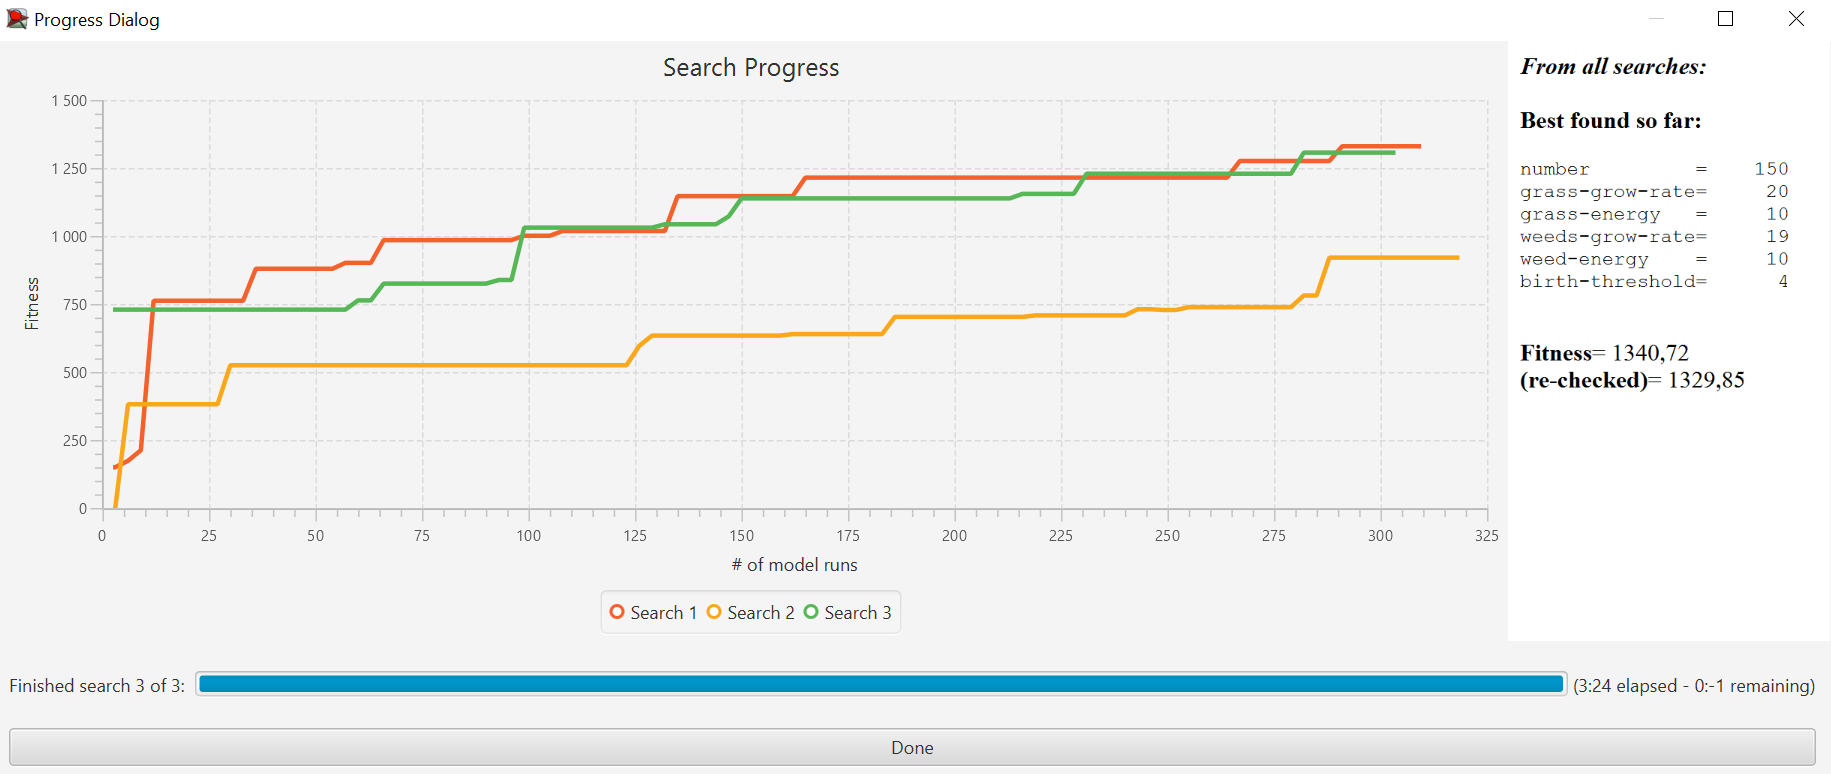 Progress Dialog
Search Progress
1 500
1 250
1 000
750
500
250
0
Fitness
0 25 50 75 100 125 150 175 200 225 250 275 300 325
# of model runs
Search 1 Search 2 Search 3
From all searches:
Best found so far:
number = 150
grass-grow-rate= 20
grass-energy = 10
weeds-grow-rate= 19
weed-energy = 10
birth-threshold= 4
Fitness= 1340,72
(re-checked)= 1329,85
Finished search 3 of 3: (3:24 elapsed - 0:-1 remaining)
Done